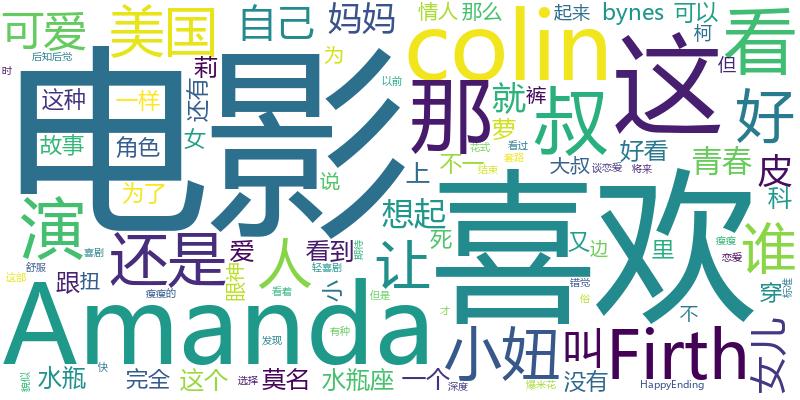 可爱
美国
自己
妈妈
情人
那么
起来
bynes
可以
看
后知后觉
为
colin
柯
时
电影
莉
还有
那
就
裤
叔
这
但
好
这种
一样
以前
萝
花式
看过
套路
故事
角色
女
不一
大叔
谈恋爱
好看
将来
青春
皮
为了
说
上
结束
科
演
想起
喜欢
谁
还是
爱
人
看到
让
死
又
边
里
瘦瘦
恋爱
喜剧
眼神
轻喜剧
舒服
跟
扭
小
但是
错觉
穿
标准
这部
瘦瘦的
看着
俗
不
Amanda
有种
才
小妞
叫
Firth
女儿
发现
貌似
水瓶
快
完全
这个
选择
莫名
水瓶座
一个
深度
爆米花
没有
HappyEnding